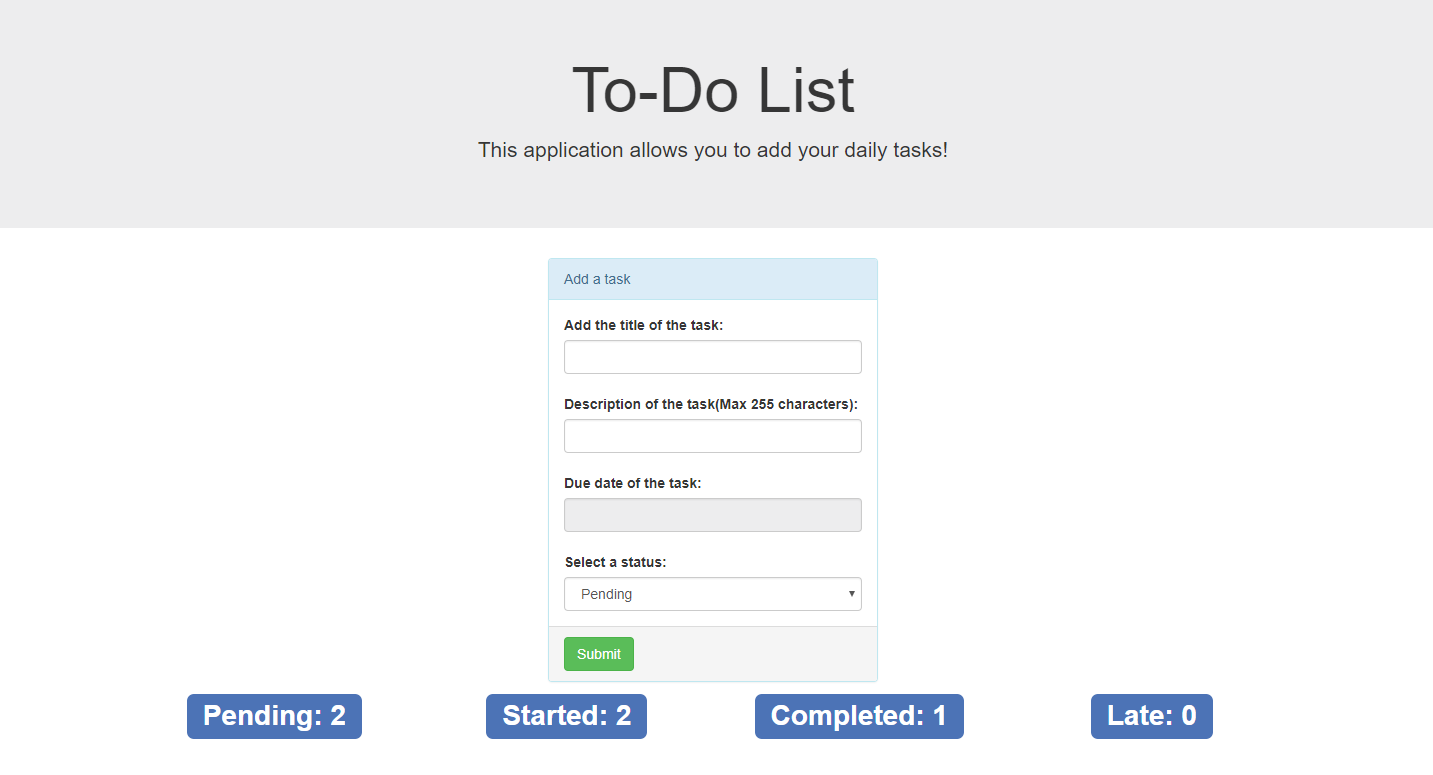 To-Do List
This application allows you to add your daily tasks!
Add a task
Add the title of the task:
Description of the task(Max 255 characters):
Due date of the task:
Select a status:
Pending
Submit
Pending: 2
Started: 2
Completed: 1
Late: 0